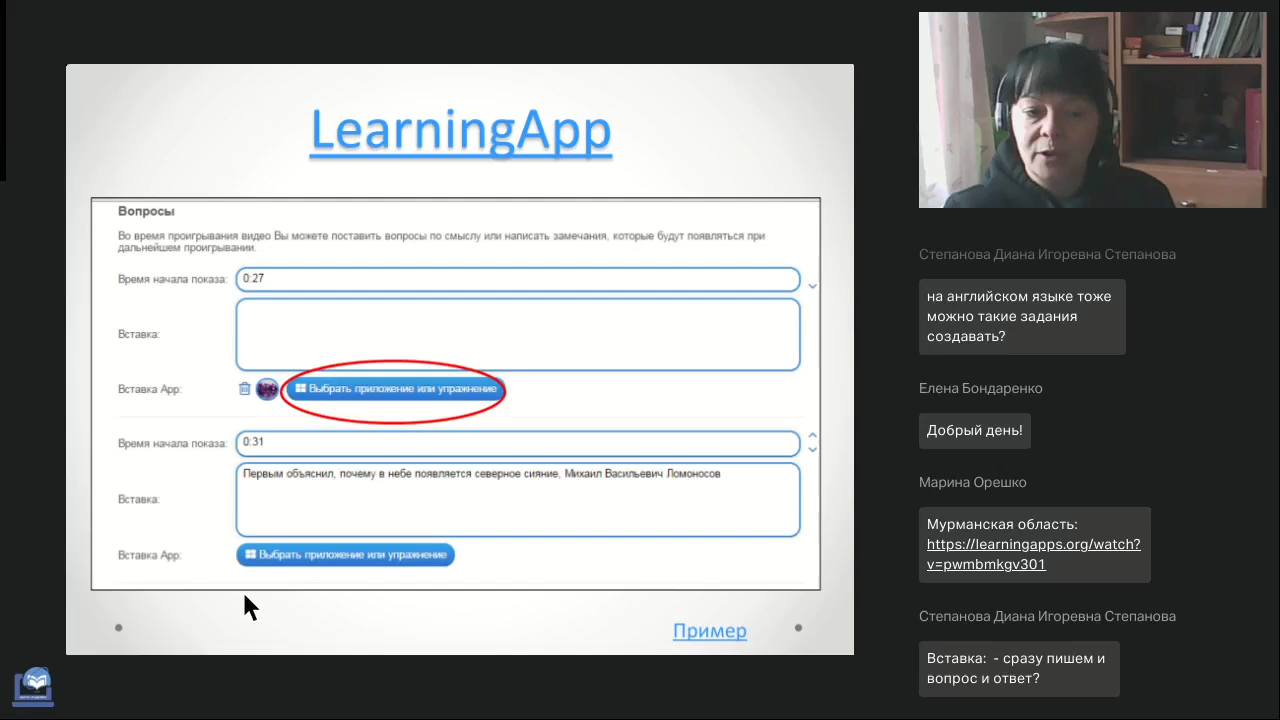 LearningApp
Вопросы
Во время проигрывания видео Вы можете поставить вопросы по смыслу или написать замечания, которые будут появляться при
дальнейшем проигрывании.
Время начала показа: 0:27
Вставка:
Вставка App: Выбрать приложение или упражнение
Время начала показа: 0:31
Вставка: Первым объяснил, почему в небе появляется северное сияние, Михаил Васильевич Ломоносов
Вставка App: Выбрать приложение или упражнение
Пример
Степанова Диана Игоревна Степанова
на английском языке тоже
можно такие задания
создавать?
Елена Бондаренко
Добрый день!
Марина Орешко
Мурманская область:
https://learningapps.org/watch?
v=pwmbmkgv301
Степанова Диана Игоревна Степанова
Вставка: - сразу пишем и
вопрос и ответ?